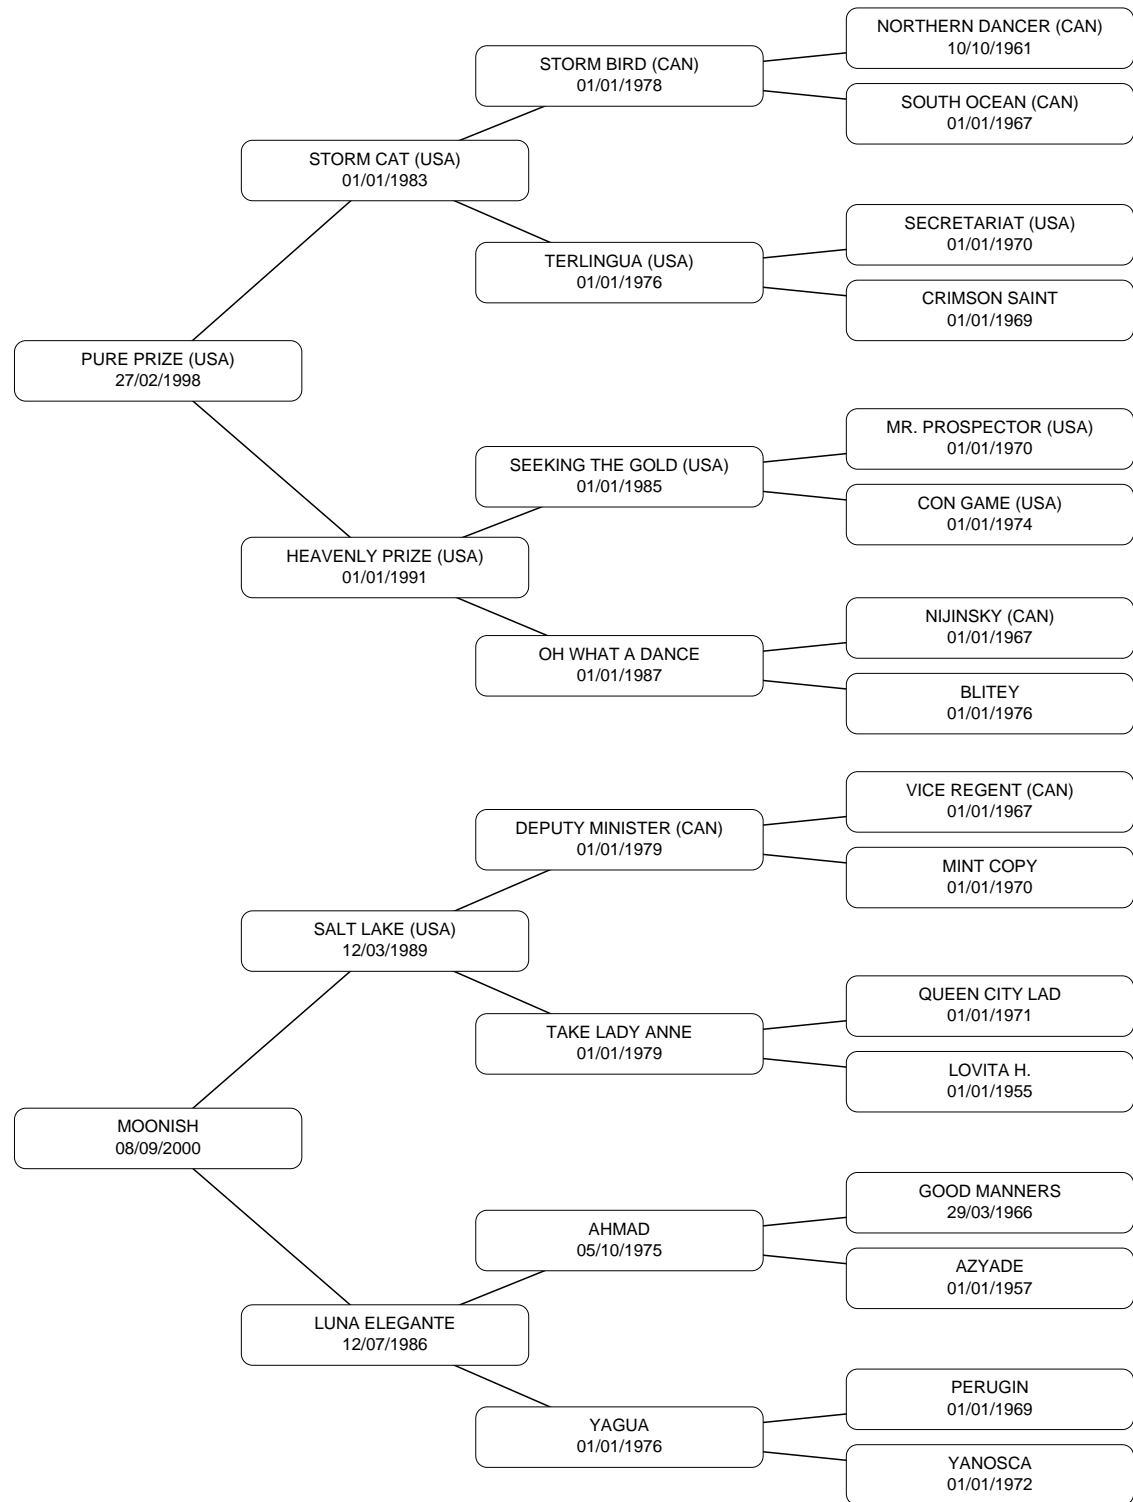 NORTHERN DANCER (CAN)
10/10/1961
STORM BIRD (CAN)
01/01/1978
SOUTH OCEAN (CAN)
01/01/1967
STORM CAT (USA)
01/01/1983
SECRETARIAT (USA)
01/01/1970
TERLINGUA (USA)
01/01/1976
CRIMSON SAINT
01/01/1969
PURE PRIZE (USA)
27/02/1998
MR. PROSPECTOR (USA)
01/01/1970
SEEKING THE GOLD (USA)
01/01/1985
CON GAME (USA)
01/01/1974
HEAVENLY PRIZE (USA)
01/01/1991
NIJINSKY (CAN)
01/01/1967
OH WHAT A DANCE
01/01/1987
BLITEY
01/01/1976
VICE REGENT (CAN)
01/01/1967
DEPUTY MINISTER (CAN)
01/01/1979
MINT COPY
01/01/1970
SALT LAKE (USA)
12/03/1989
QUEEN CITY LAD
01/01/1971
TAKE LADY ANNE
01/01/1979
LOVITA H.
01/01/1955
MOONISH
08/09/2000
GOOD MANNERS
29/03/1966
AHMAD
05/10/1975
AZYADE
01/01/1957
LUNA ELEGANTE
12/07/1986
PERUGIN
01/01/1969
YAGUA
01/01/1976
YANOSCA
01/01/1972